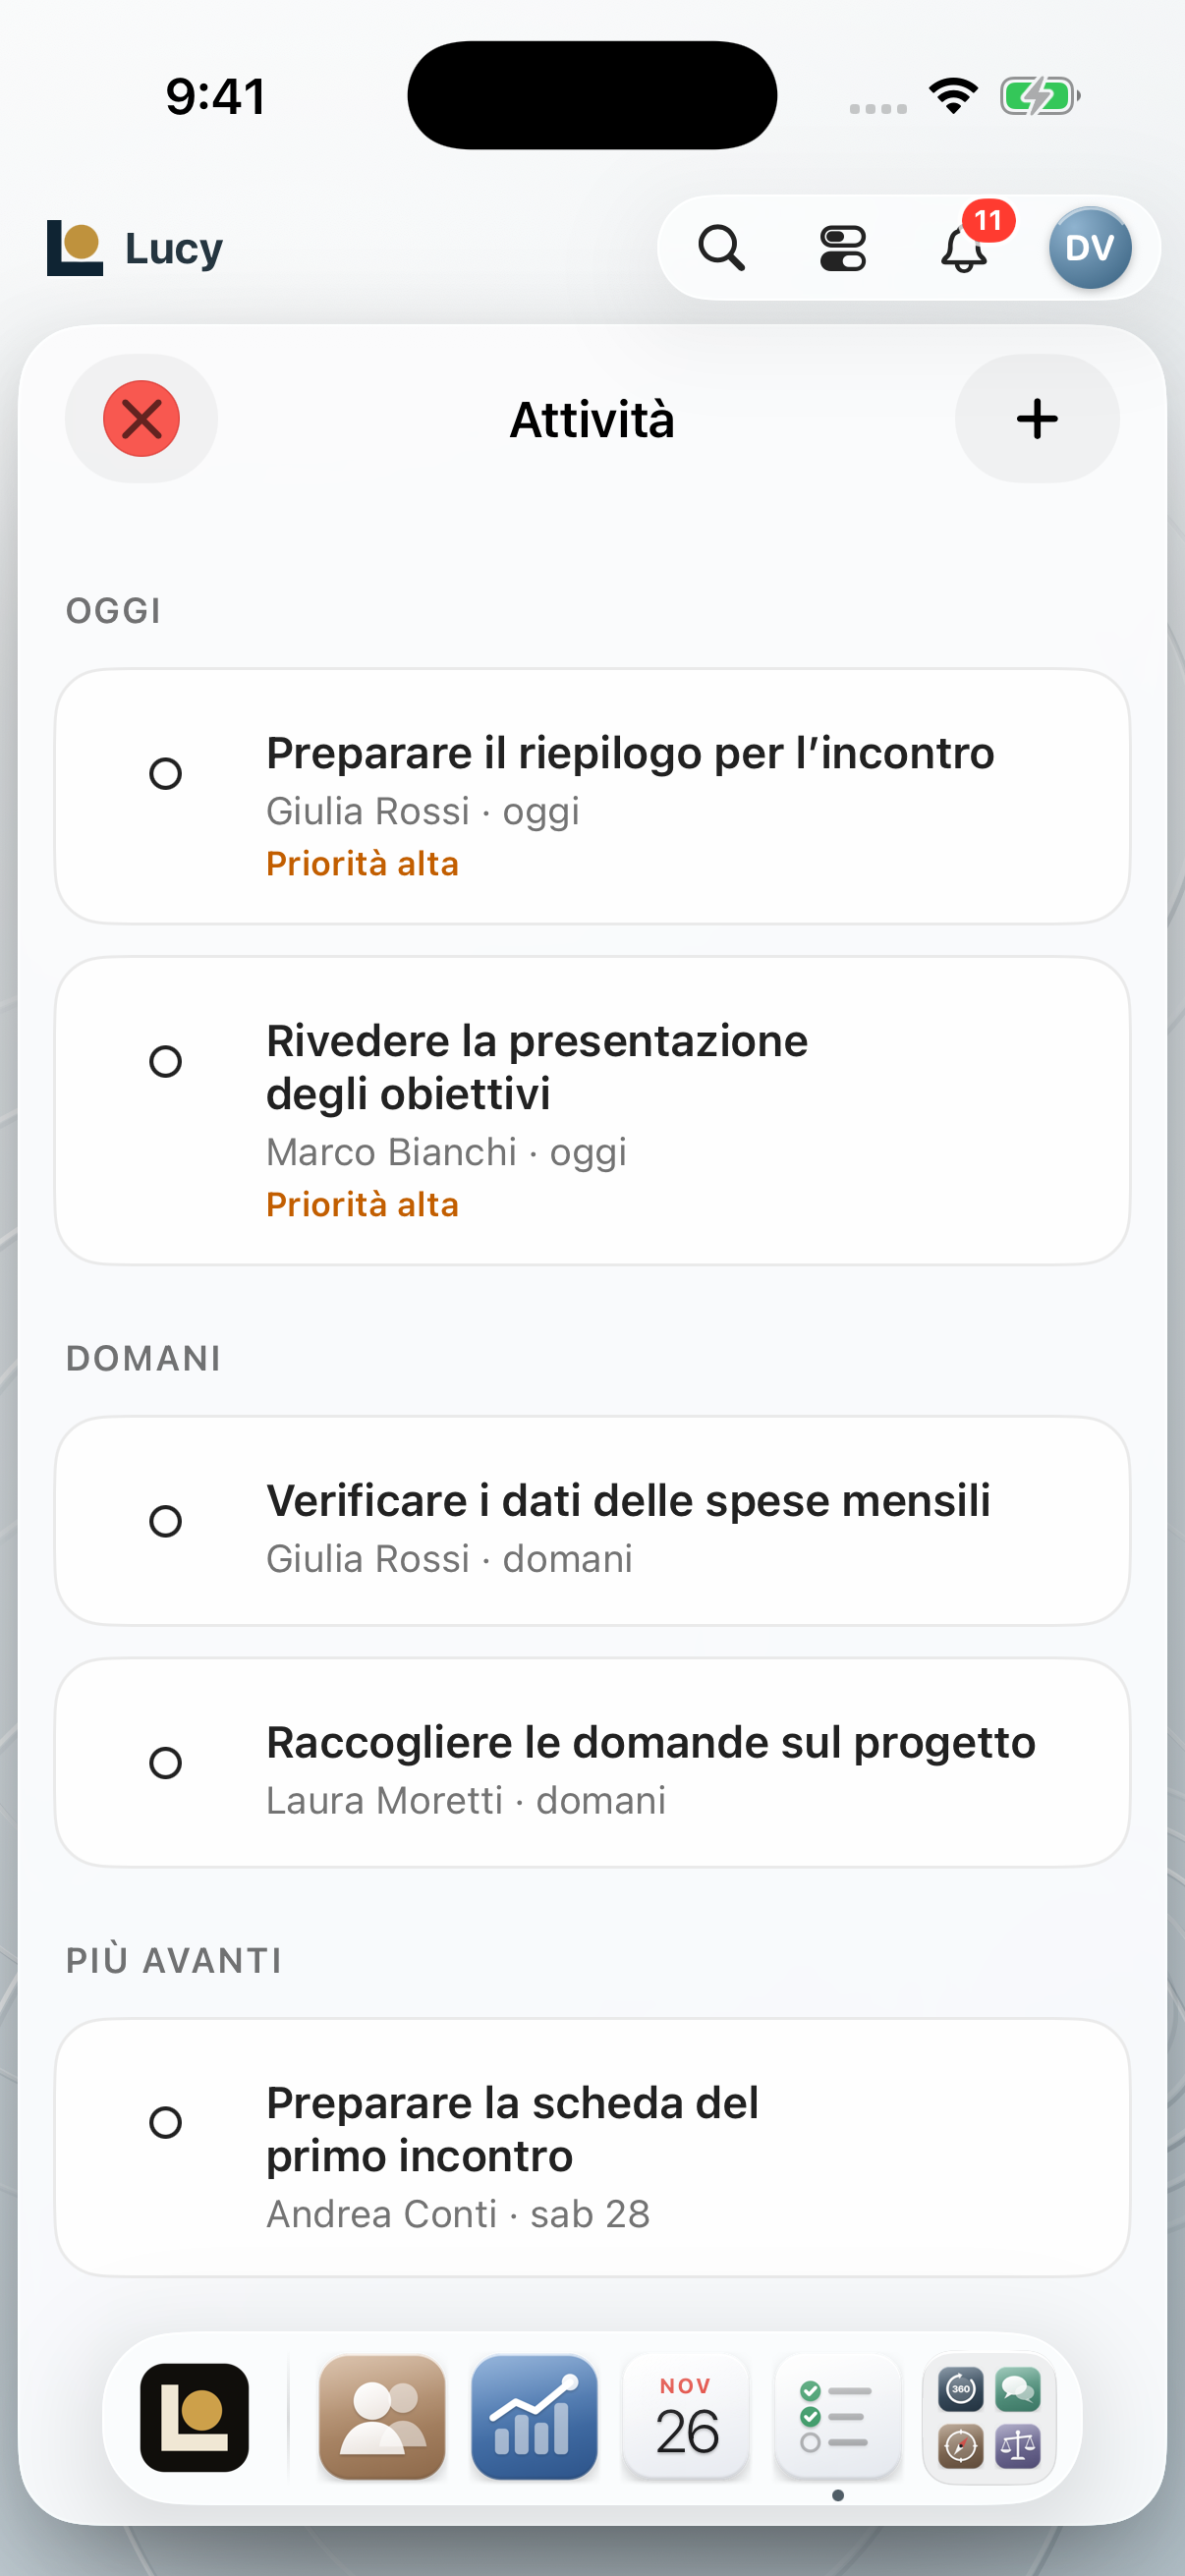 9:41
Lucy
11
DV
Attività
OGGI
Preparare il riepilogo per l’incontro
Giulia Rossi · oggi
Priorità alta
Rivedere la presentazione
degli obiettivi
Marco Bianchi · oggi
Priorità alta
DOMANI
Verificare i dati delle spese mensili
Giulia Rossi · domani
Raccogliere le domande sul progetto
Laura Moretti · domani
PIÙ AVANTI
Preparare la scheda del
primo incontro
Andrea Conti · sab 28
NOV
26
360